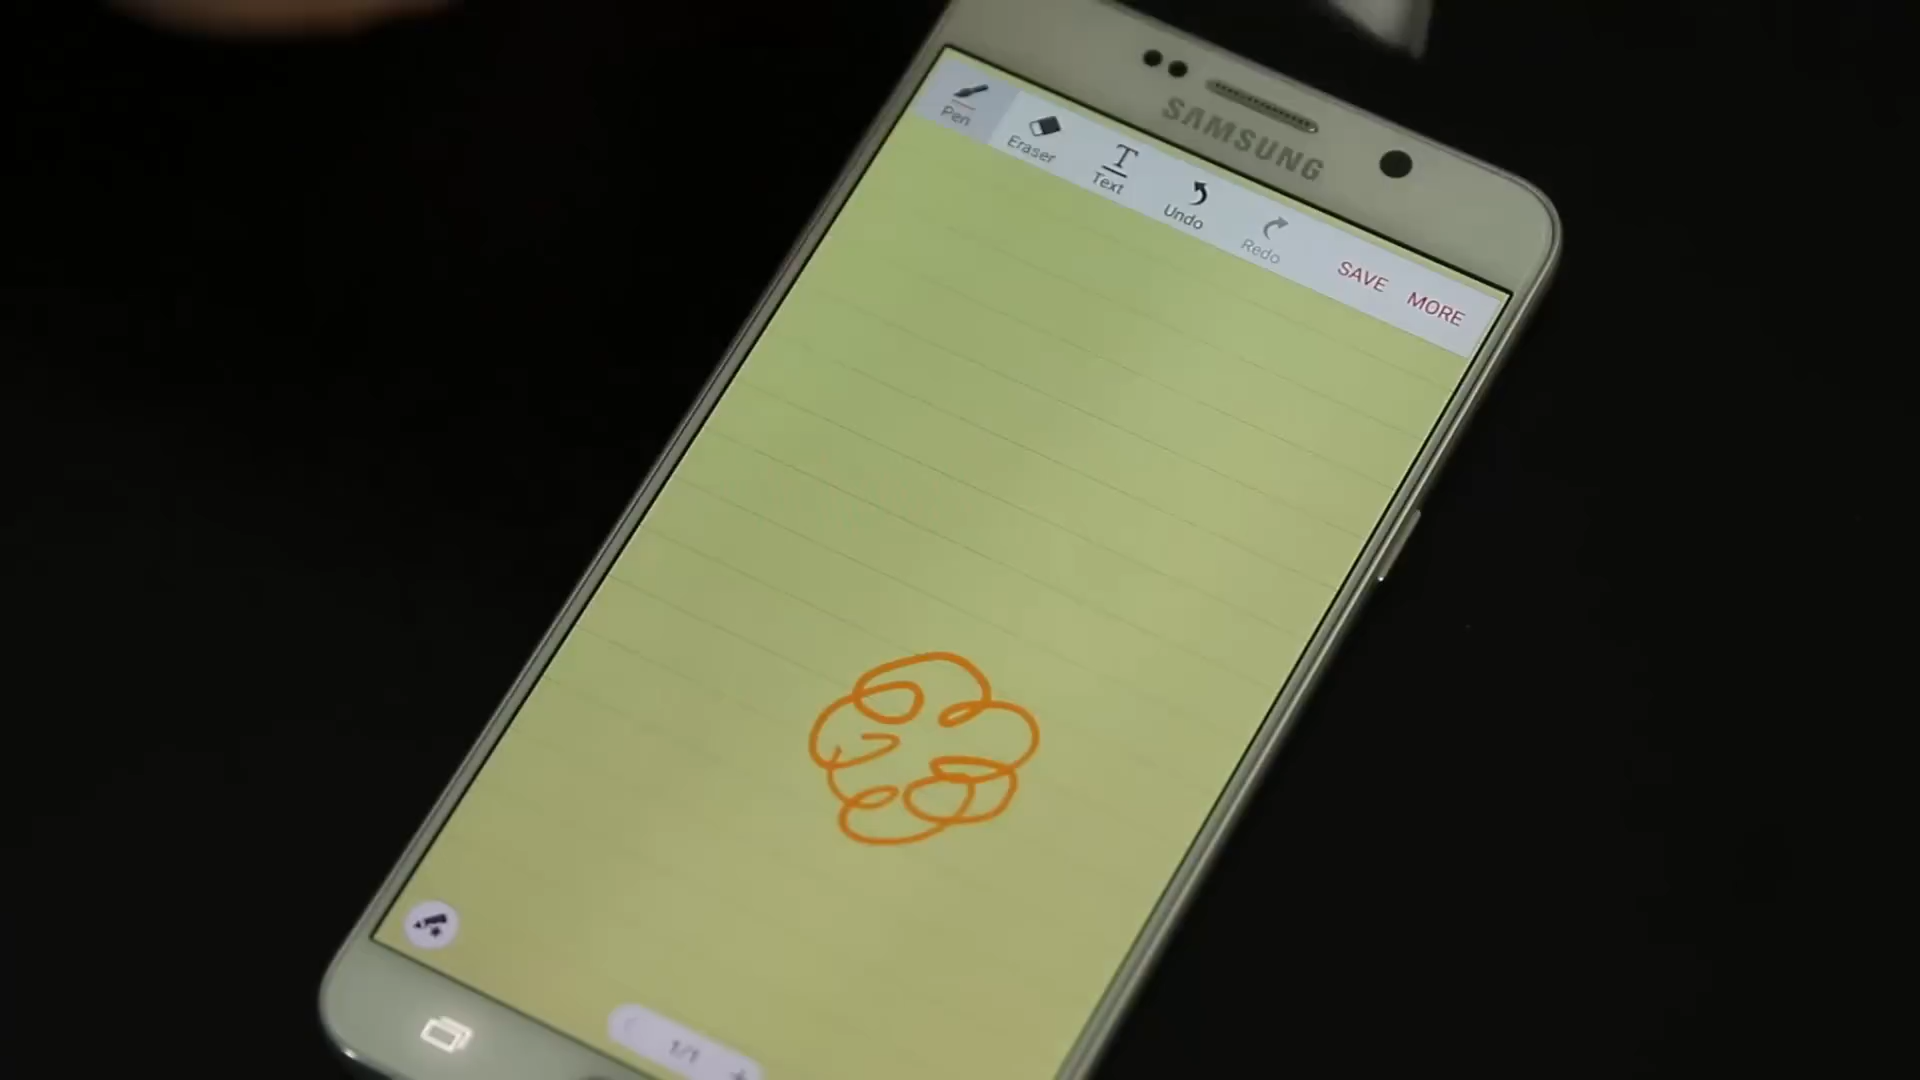 SAMSUNG
Pen
Eraser
Text
Undo
Redo
SAVE
MORE
1/1